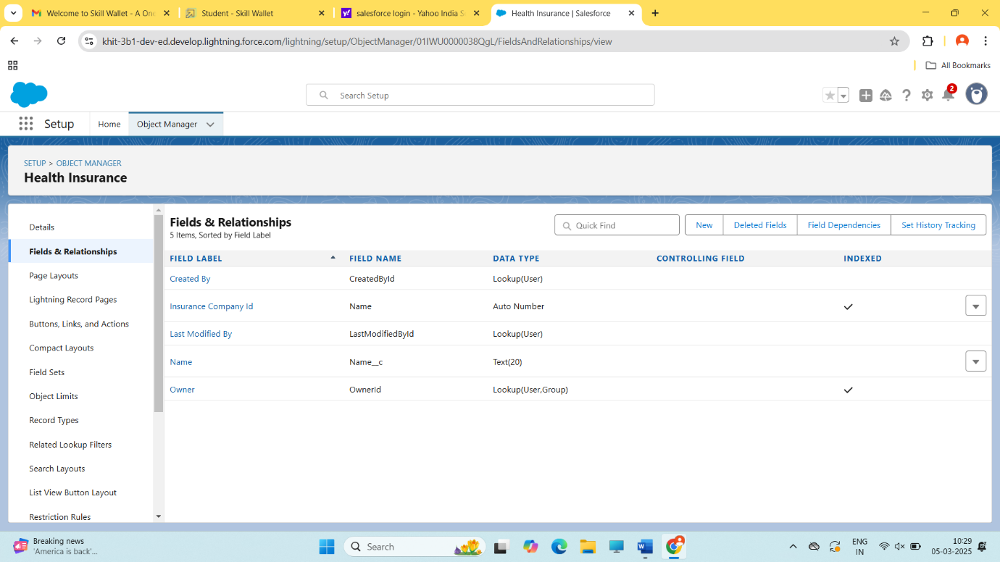 Welcome to Skill Wallet - A One
Student - Skill Wallet
salesforce login - Yahoo India S
Health Insurance | Salesforce
khit-3b1-dev-ed.develop.lightning.force.com/lightning/setup/ObjectManager/01IWU0000038QgL/FieldsAndRelationships/view
All Bookmarks
Search Setup
2
Setup
Home
Object Manager
SETUP > OBJECT MANAGER
Health Insurance
Details
Fields & Relationships
Page Layouts
Lightning Record Pages
Buttons, Links, and Actions
Compact Layouts
Field Sets
Object Limits
Record Types
Related Lookup Filters
Search Layouts
List View Button Layout
Restriction Rules
Fields & Relationships
5 Items, Sorted by Field Label
Quick Find
New
Deleted Fields
Field Dependencies
Set History Tracking
FIELD LABEL FIELD NAME DATA TYPE CONTROLLING FIELD INDEXED
Created By CreatedById Lookup(User)
Insurance Company Id Name Auto Number
Last Modified By LastModifiedById Lookup(User)
Name Name__c Text(20)
Owner OwnerId Lookup(User,Group)
Breaking news
'America is back'...
Search
ENG
IN
10:29
05-03-2025